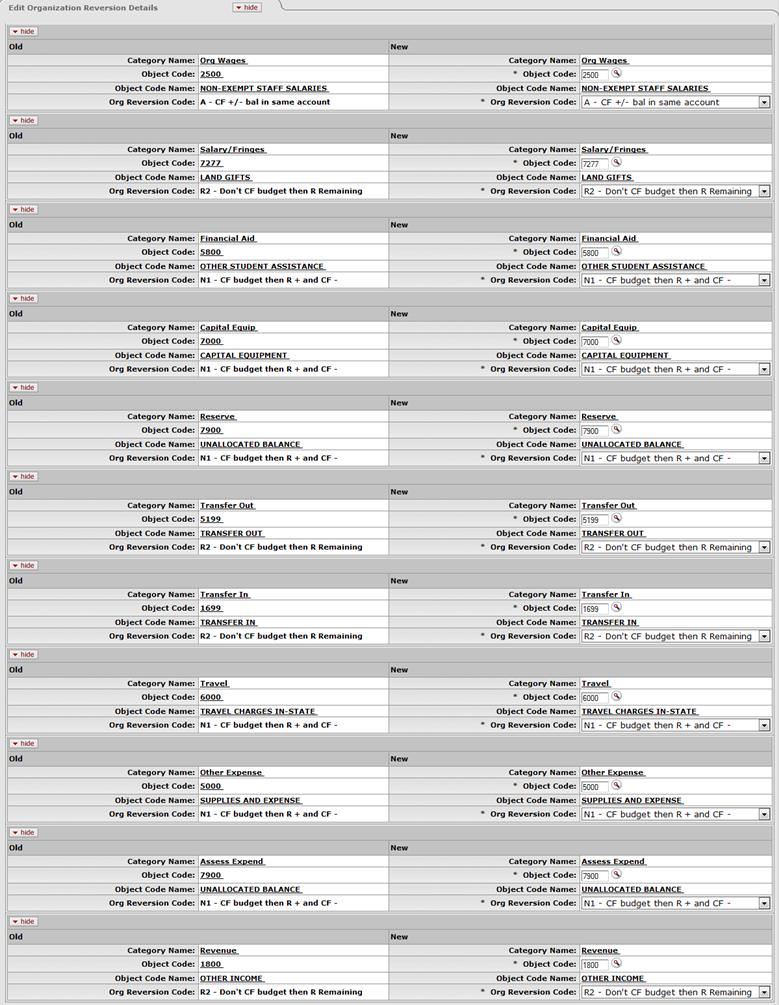 Edit Organization Reversion Details hide
hide
Old New
Category Name: Org Wages Category Name: Org Wages
Object Code: 2500 * Object Code: 2500
Object Code Name: NON-EXEMPT STAFF SALARIES Object Code Name: NON-EXEMPT STAFF SALARIES
Org Reversion Code: A - CF +/- bal in same account * Org Reversion Code: A - CF +/- bal in same account
hide
Old New
Category Name: Salary/Fringes Category Name: Salary/Fringes
Object Code: 7277 * Object Code: 7277
Object Code Name: LAND GIFTS Object Code Name: LAND GIFTS
Org Reversion Code: R2 - Don't CF budget then R Remaining * Org Reversion Code: R2 - Don't CF budget then R Remaining
hide
Old New
Category Name: Financial Aid Category Name: Financial Aid
Object Code: 5800 * Object Code: 5800
Object Code Name: OTHER STUDENT ASSISTANCE Object Code Name: OTHER STUDENT ASSISTANCE
Org Reversion Code: N1 - CF budget then R + and CF - * Org Reversion Code: N1 - CF budget then R + and CF -
hide
Old New
Category Name: Capital Equip Category Name: Capital Equip
Object Code: 7000 * Object Code: 7000
Object Code Name: CAPITAL EQUIPMENT Object Code Name: CAPITAL EQUIPMENT
Org Reversion Code: N1 - CF budget then R + and CF - * Org Reversion Code: N1 - CF budget then R + and CF -
hide
Old New
Category Name: Reserve Category Name: Reserve
Object Code: 7900 * Object Code: 7900
Object Code Name: UNALLOCATED BALANCE Object Code Name: UNALLOCATED BALANCE
Org Reversion Code: N1 - CF budget then R + and CF - * Org Reversion Code: N1 - CF budget then R + and CF -
hide
Old New
Category Name: Transfer Out Category Name: Transfer Out
Object Code: 5199 * Object Code: 5199
Object Code Name: TRANSFER OUT Object Code Name: TRANSFER OUT
Org Reversion Code: R2 - Don't CF budget then R Remaining * Org Reversion Code: R2 - Don't CF budget then R Remaining
hide
Old New
Category Name: Transfer In Category Name: Transfer In
Object Code: 1699 * Object Code: 1699
Object Code Name: TRANSFER IN Object Code Name: TRANSFER IN
Org Reversion Code: R2 - Don't CF budget then R Remaining * Org Reversion Code: R2 - Don't CF budget then R Remaining
hide
Old New
Category Name: Travel Category Name: Travel
Object Code: 6000 * Object Code: 6000
Object Code Name: TRAVEL CHARGES IN-STATE Object Code Name: TRAVEL CHARGES IN-STATE
Org Reversion Code: N1 - CF budget then R + and CF - * Org Reversion Code: N1 - CF budget then R + and CF -
hide
Old New
Category Name: Other Expense Category Name: Other Expense
Object Code: 5000 * Object Code: 5000
Object Code Name: SUPPLIES AND EXPENSE Object Code Name: SUPPLIES AND EXPENSE
Org Reversion Code: N1 - CF budget then R + and CF - * Org Reversion Code: N1 - CF budget then R + and CF -
hide
Old New
Category Name: Assess Expend Category Name: Assess Expend
Object Code: 7900 * Object Code: 7900
Object Code Name: UNALLOCATED BALANCE Object Code Name: UNALLOCATED BALANCE
Org Reversion Code: N1 - CF budget then R + and CF - * Org Reversion Code: N1 - CF budget then R + and CF -
hide
Old New
Category Name: Revenue Category Name: Revenue
Object Code: 1800 * Object Code: 1800
Object Code Name: OTHER INCOME Object Code Name: OTHER INCOME
Org Reversion Code: R2 - Don't CF budget then R Remaining * Org Reversion Code: R2 - Don't CF budget then R Remaining